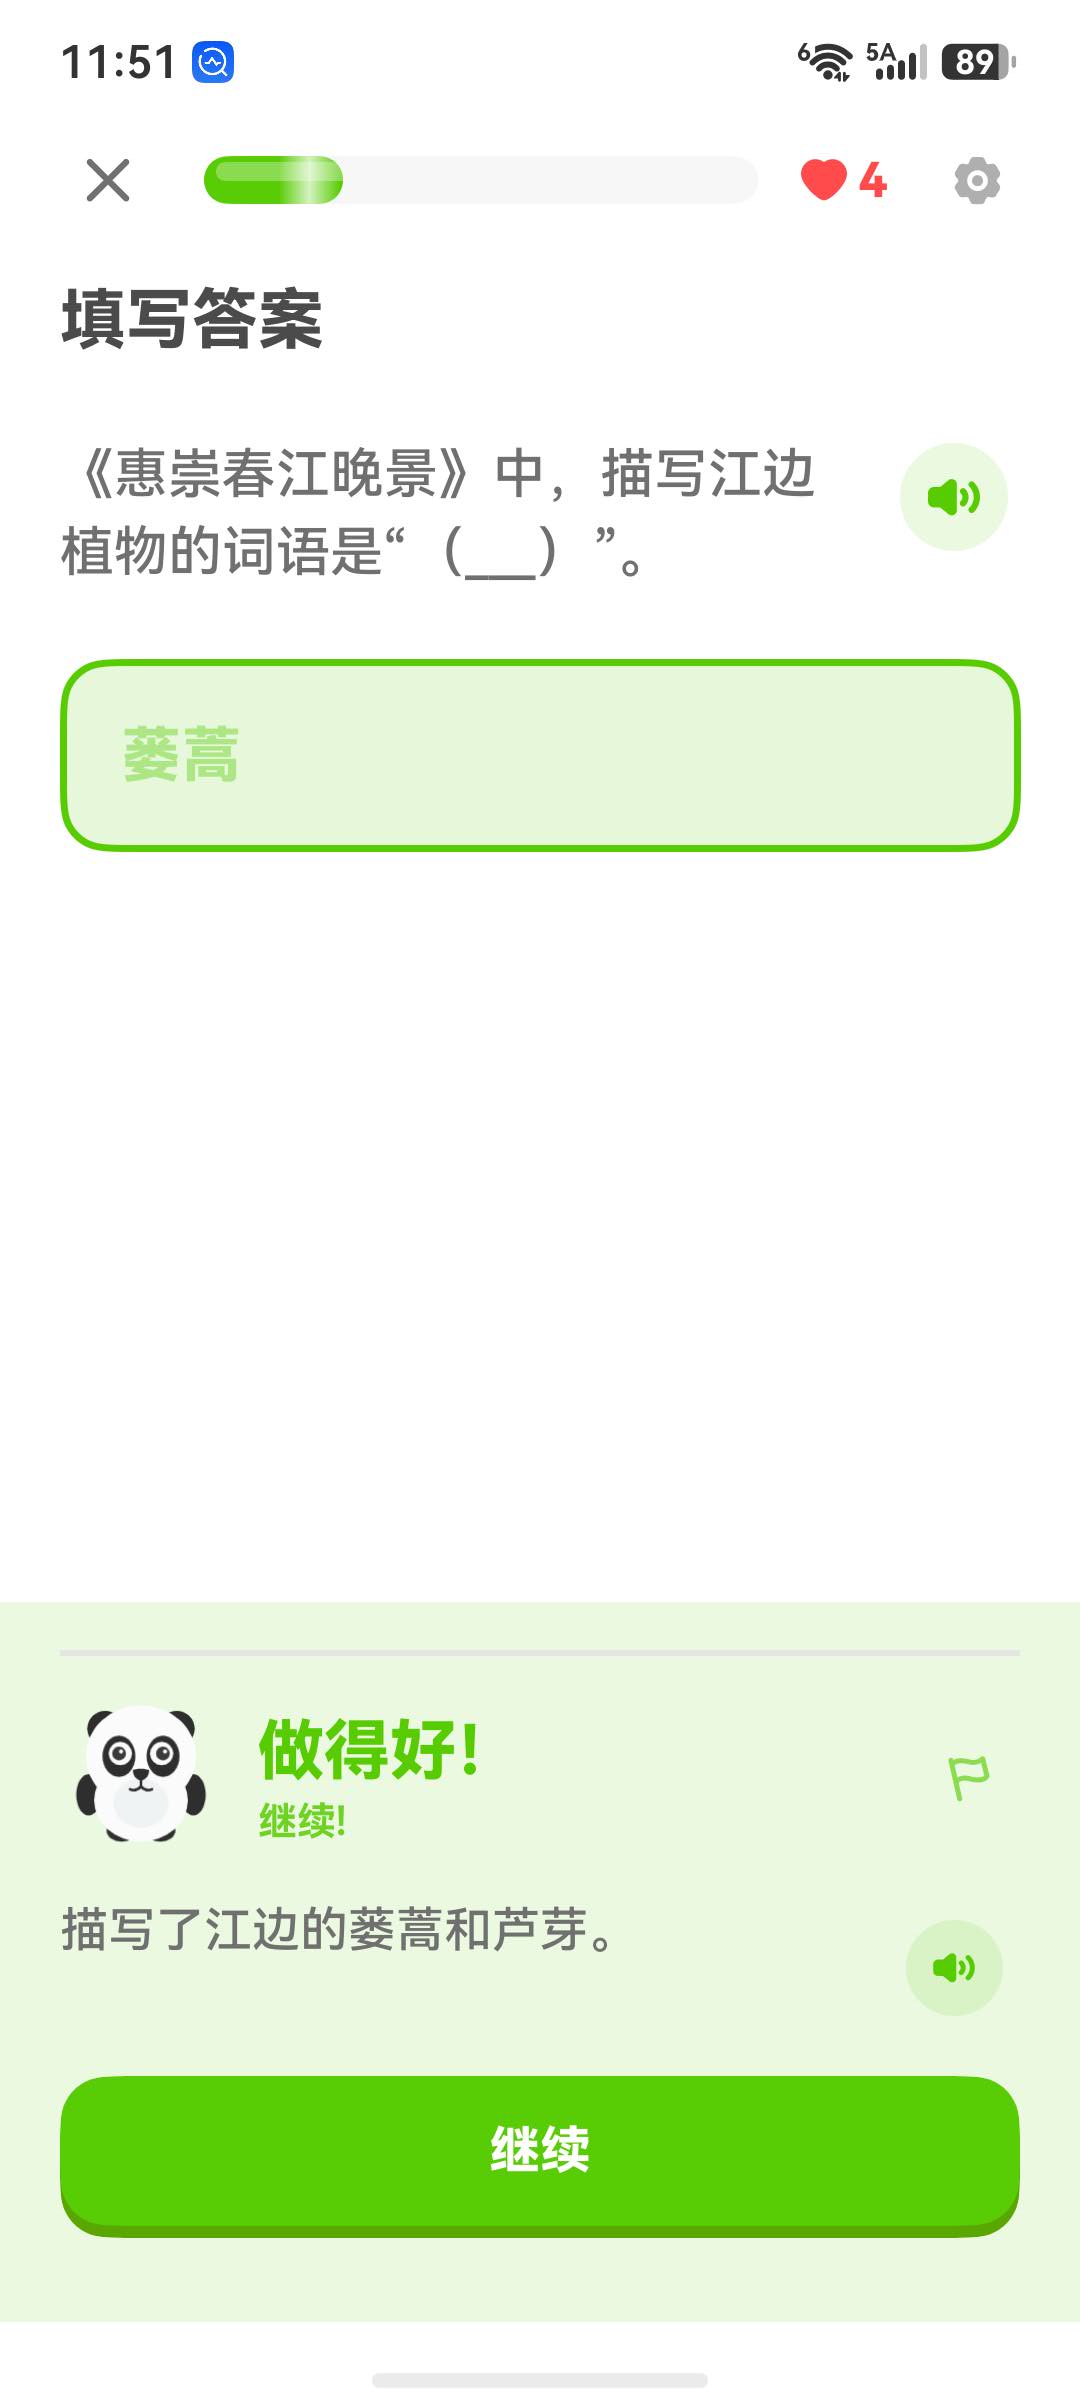 11:51
6
5A
89
4
填写答案
《惠崇春江晚景》中，描写江边
植物的词语是“（___）”。
蒌蒿
做得好!
继续!
描写了江边的蒌蒿和芦芽。
继续